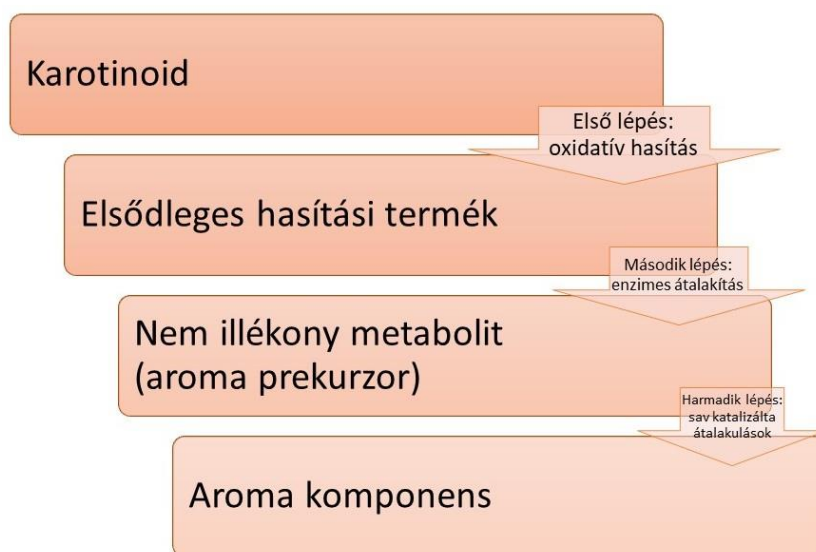 Karotinoid
Első lépés:
oxidatív hasítás
Elsődleges hasítási termék
Második lépés:
enzimes átalakítás
Nem illékony metabolit
(aroma prekurzor)
Harmadik lépés:
sav katalizálta
átalakulások
Aroma komponens